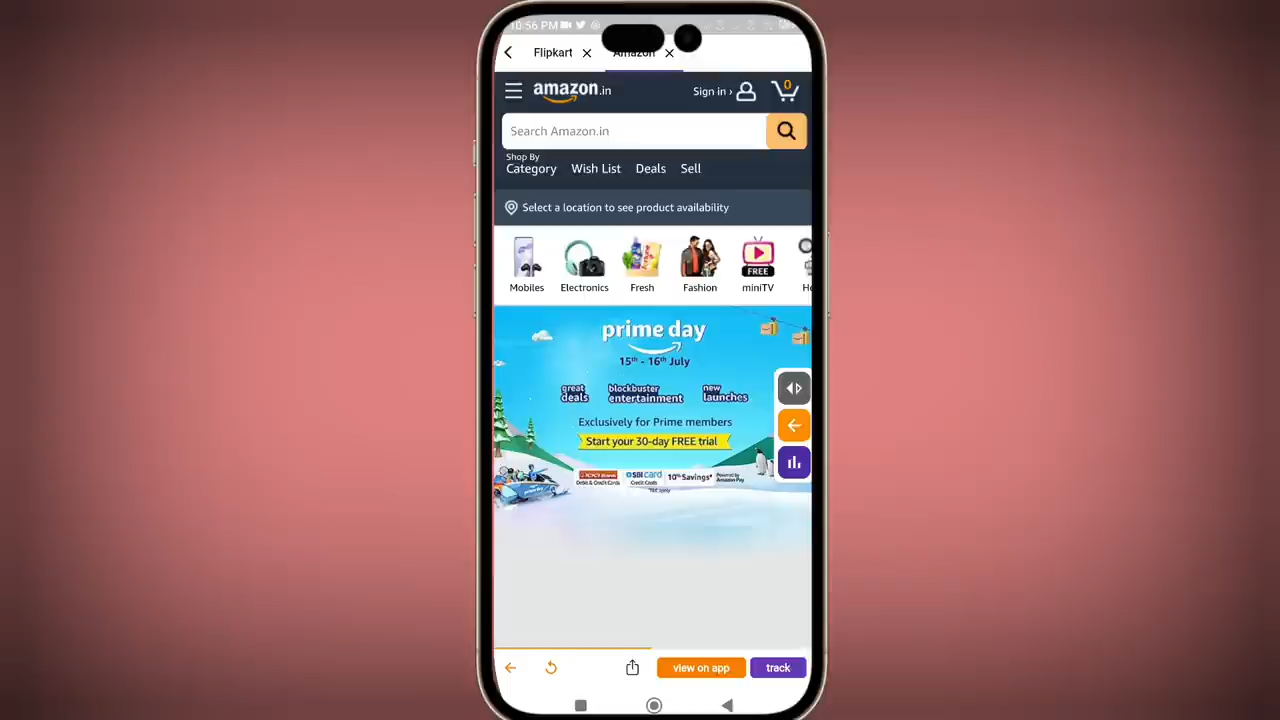 10:56 PM
Flipkart
Amazon
amazon.in
Sign in ›
0
Search Amazon.in
Shop By
Category
Wish List
Deals
Sell
Select a location to see product availability
Mobiles
Electronics
Fresh
Fashion
FREE
miniTV
prime day
15th - 16th July
great deals
blockbuster entertainment
new launches
Exclusively for Prime members
Start your 30-day FREE trial
ICICI Bank
Debit & Credit Cards
SBI card
Credit Cards
10% Savings*
Powered by Amazon Pay
view on app
track